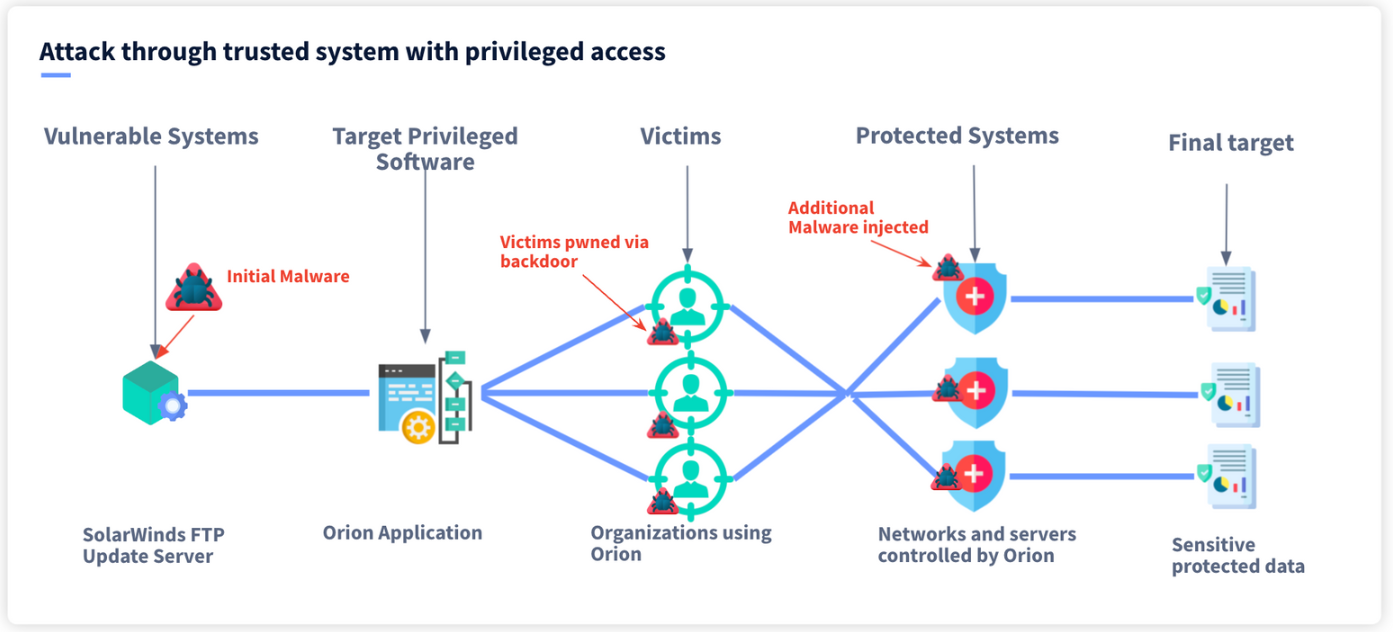 Attack through trusted system with privileged access
Vulnerable Systems
Target Privileged
Software
Victims
Protected Systems
Final target
Initial Malware
Victims pwned via
backdoor
Additional
Malware injected
SolarWinds FTP
Update Server
Orion Application
Organizations using
Orion
Networks and servers
controlled by Orion
Sensitive
protected data